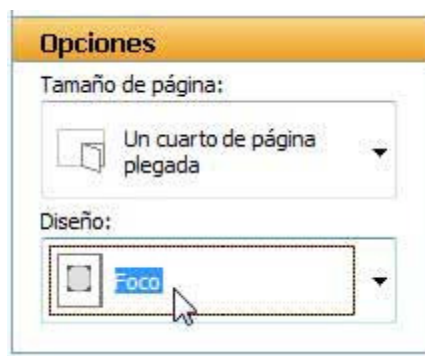 Opciones
Tamaño de página:
Un cuarto de página
plegada
Diseño:
Foco